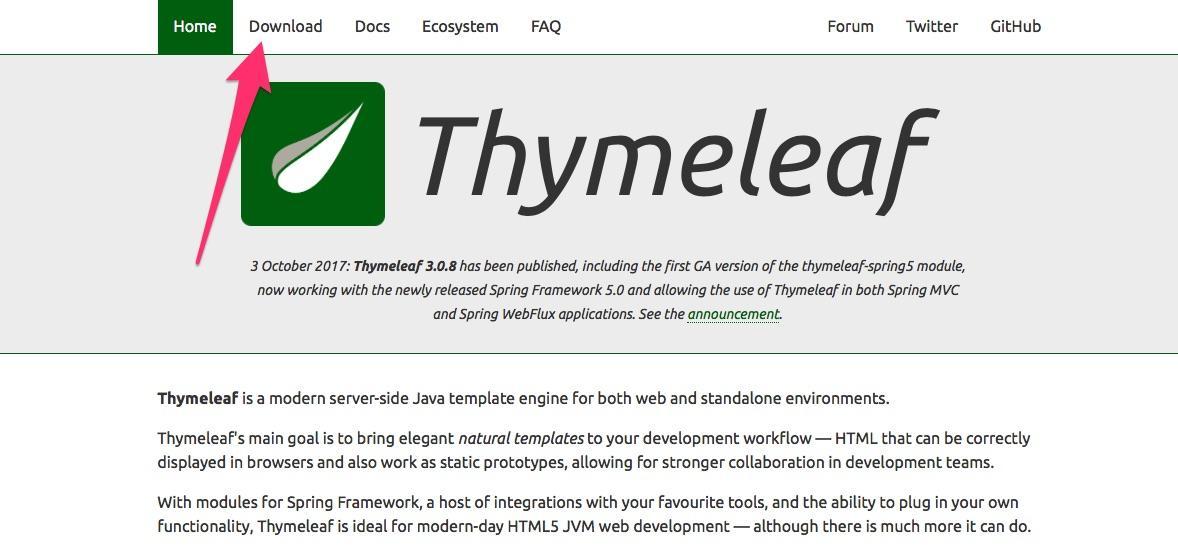 Home Download Docs Ecosystem FAQ Forum Twitter GitHub
Thymeleaf
3 October 2017: Thymeleaf 3.0.8 has been published, including the first GA version of the thymeleaf-spring5 module,
now working with the newly released Spring Framework 5.0 and allowing the use of Thymeleaf in both Spring MVC
and Spring WebFlux applications. See the announcement.
Thymeleaf is a modern server-side Java template engine for both web and standalone environments.
Thymeleaf's main goal is to bring elegant natural templates to your development workflow — HTML that can be correctly
displayed in browsers and also work as static prototypes, allowing for stronger collaboration in development teams.
With modules for Spring Framework, a host of integrations with your favourite tools, and the ability to plug in your own
functionality, Thymeleaf is ideal for modern-day HTML5 JVM web development — although there is much more it can do.